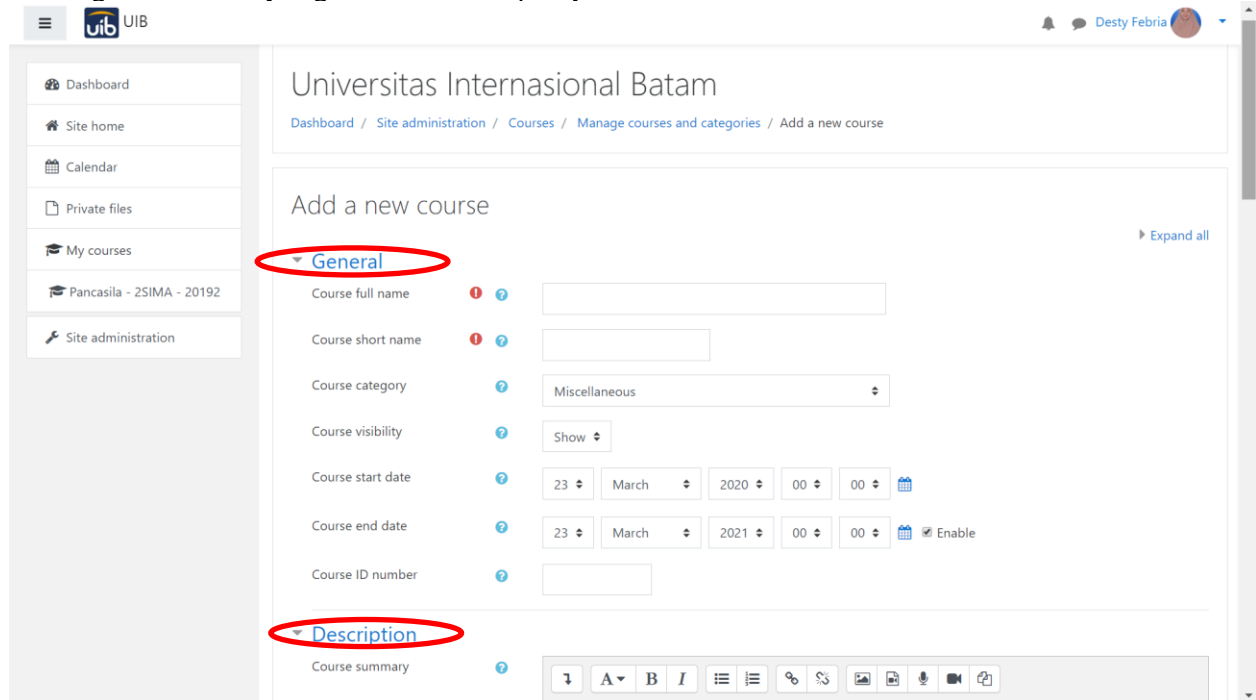 uib UIB
Desty Febria
Dashboard
Site home
Calendar
Private files
My courses
Pancasila - 2SIMA - 20192
Site administration
Universitas Internasional Batam
Dashboard / Site administration / Courses / Manage courses and categories / Add a new course
Add a new course
Expand all
General
Course full name
Course short name
Course category Miscellaneous
Course visibility Show
Course start date 23 March 2020 00 00
Course end date 23 March 2021 00 00 Enable
Course ID number
Description
Course summary A B I